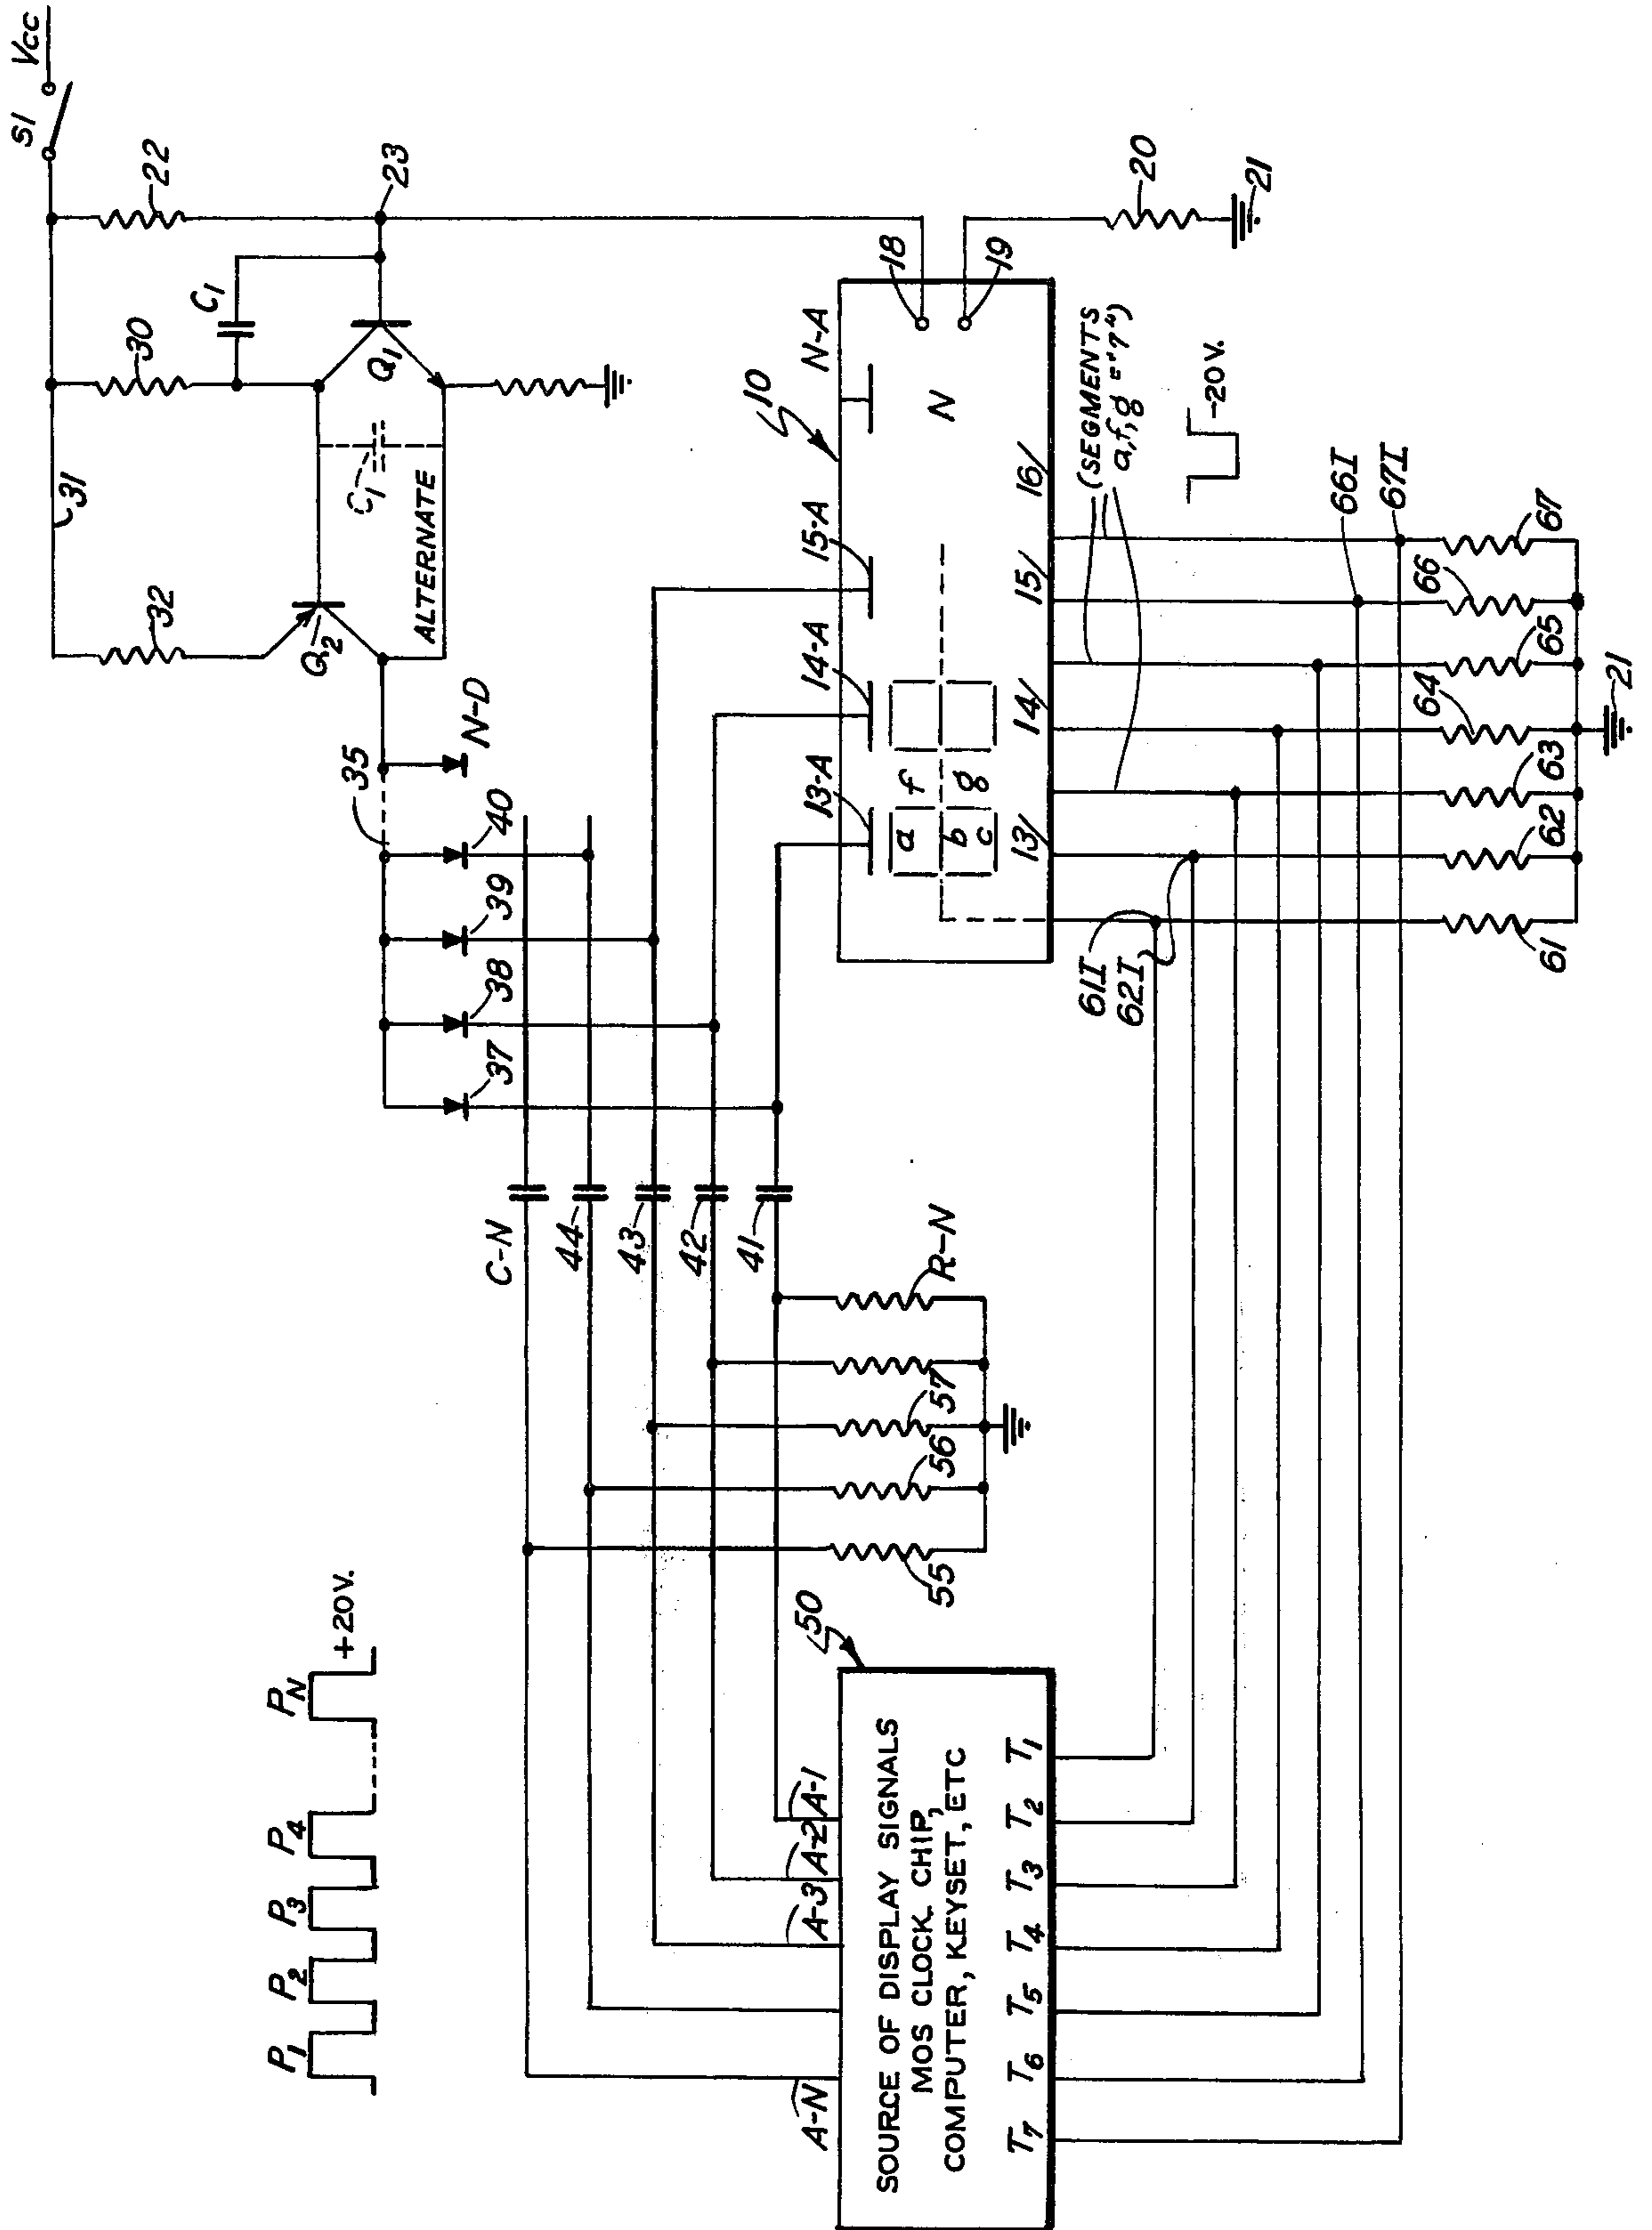 S1
Vcc
22
23
C1
30
Q1
31
C1
ALTERNATE
32
Q2
N-D
35
40
39
38
37
P1
P2
P3
P4
PN
+20V.
C-N
44
43
42
41
R-N
57
56
55
10
N-A
15-A
14-A
13-A
N
18
19
20
21
a
f
b
g
c
13
14
15
16
(SEGMENTS
a,f,g = "7")
-20V.
61I
62I
66I
67I
61
62
63
64
65
66
67
21
50
A-N
A-3
A-2
A-1
SOURCE OF DISPLAY SIGNALS
MOS CLOCK CHIP,
COMPUTER, KEYSET, ETC
T7
T6
T5
T4
T3
T2
T1